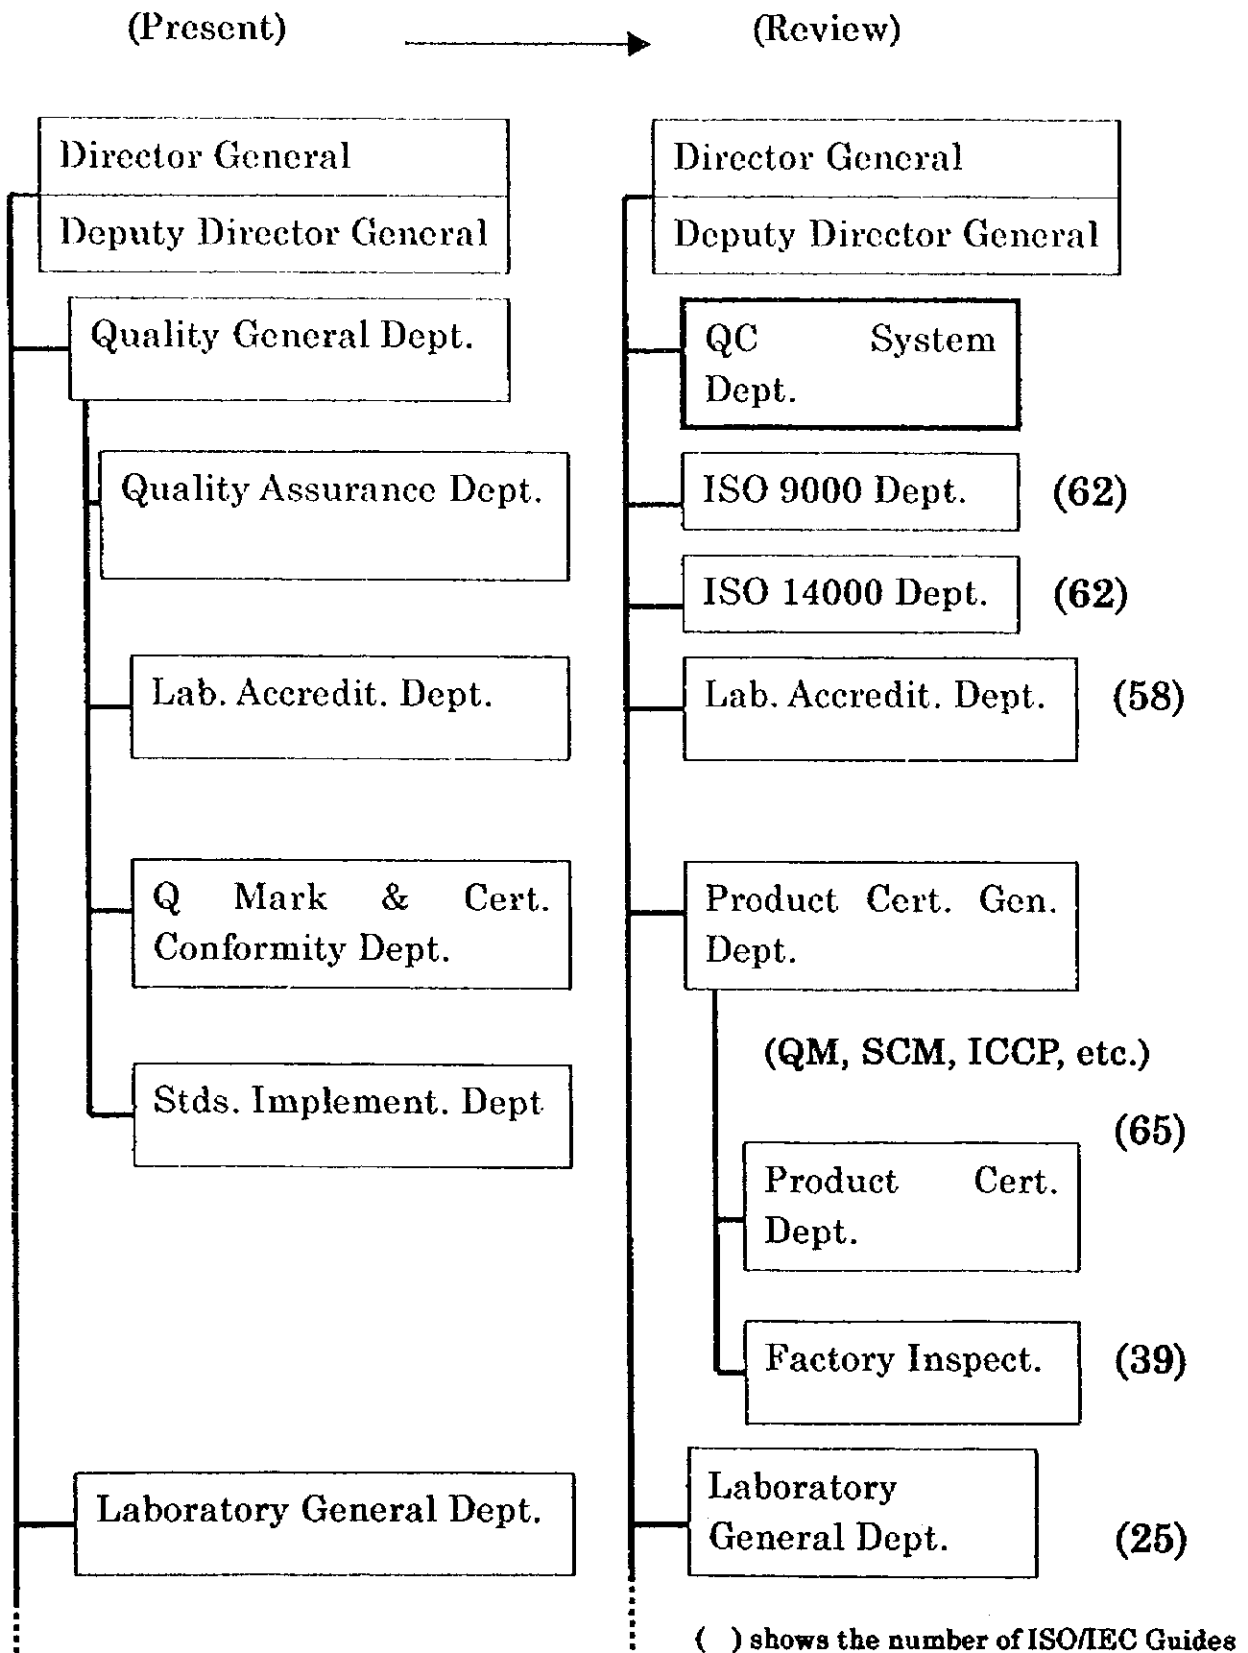 (Present)
(Review)
Director General
Deputy Director General
Quality General Dept.
Quality Assurance Dept.
Lab. Accredit. Dept.
Q Mark & Cert.
Conformity Dept.
Stds. Implement. Dept
Laboratory General Dept.
Director General
Deputy Director General
QC System
Dept.
ISO 9000 Dept.
(62)
ISO 14000 Dept.
(62)
Lab. Accredit. Dept.
(58)
Product Cert. Gen.
Dept.
(QM, SCM, ICCP, etc.)
(65)
Product Cert.
Dept.
Factory Inspect.
(39)
Laboratory
General Dept.
(25)
( ) shows the number of ISO/IEC Guides